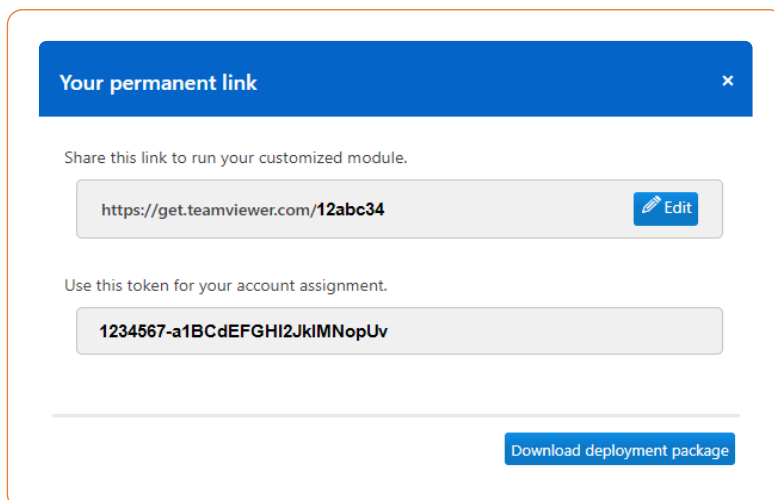 Your permanent link ×
Share this link to run your customized module.
https://get.teamviewer.com/12abc34 Edit
Use this token for your account assignment.
1234567-a1BCdEFGHI2JkIMNopUv
Download deployment package